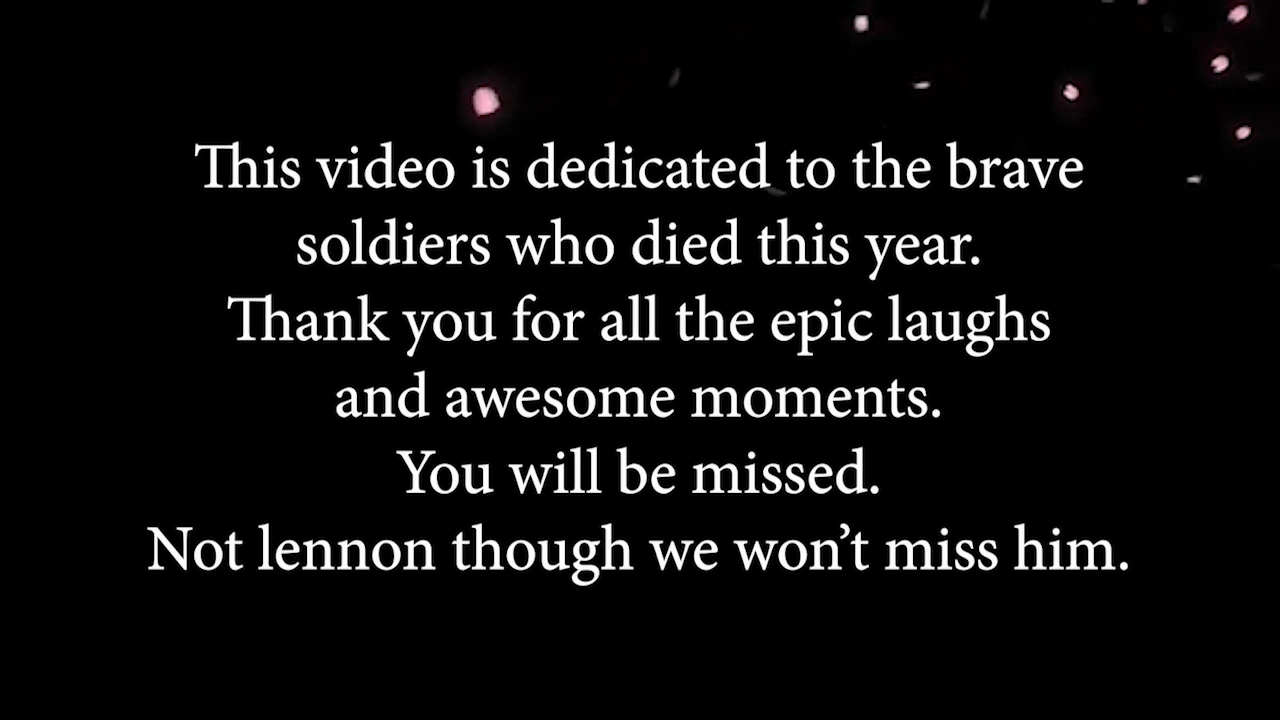 This video is dedicated to the brave
soldiers who died this year.
Thank you for all the epic laughs
and awesome moments.
You will be missed.
Not lennon though we won’t miss him.